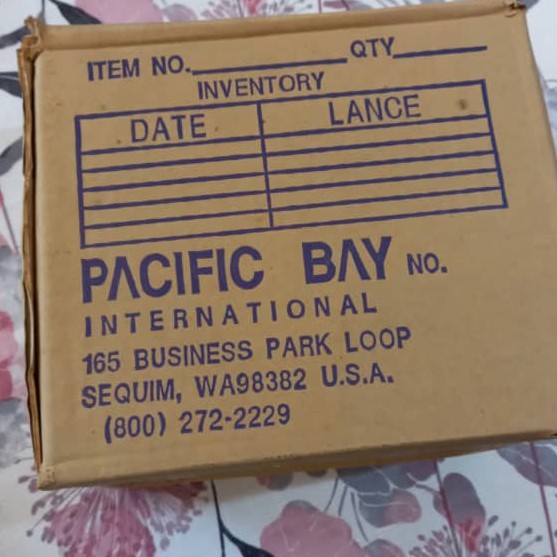 ITEM NO. QTY
INVENTORY
DATE LANCE
PACIFIC BAY NO.
INTERNATIONAL
165 BUSINESS PARK LOOP
SEQUIM, WA98382 U.S.A.
(800) 272-2229